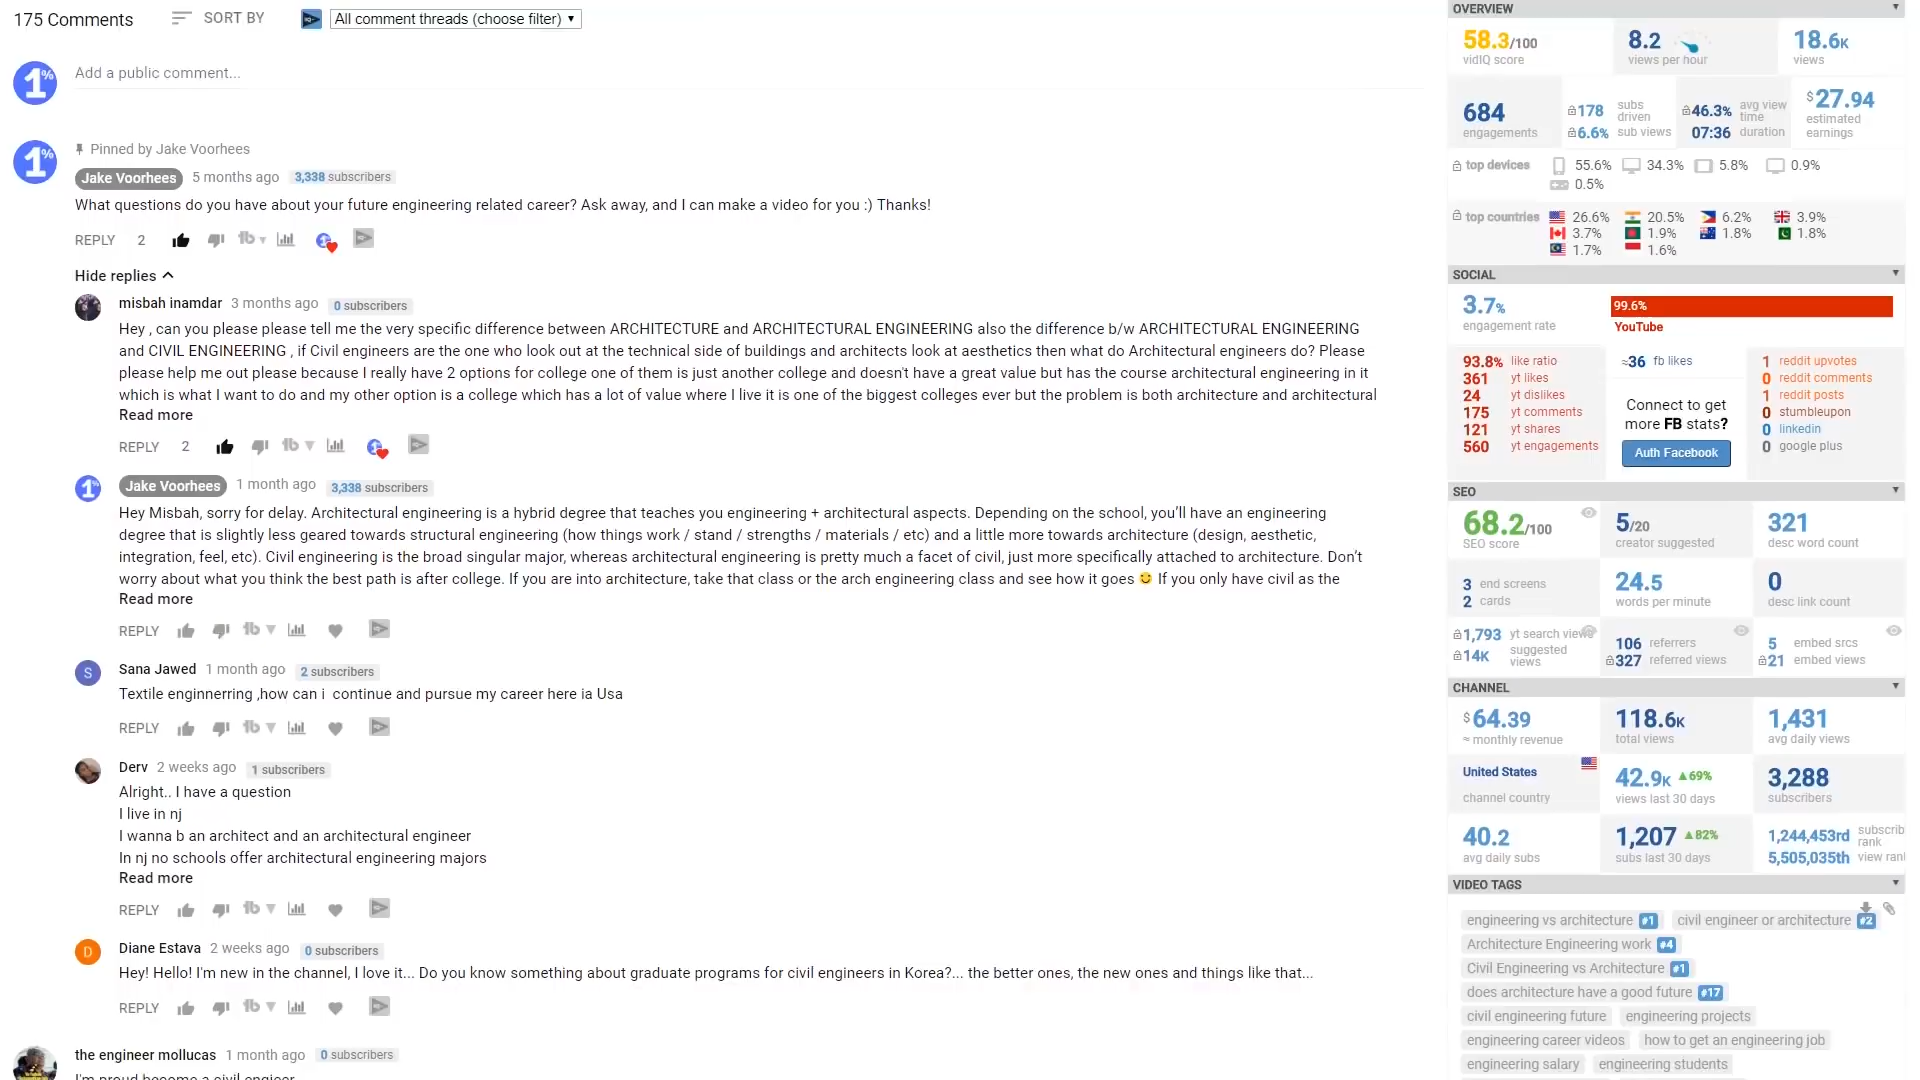 175 Comments
SORT BY
All comment threads (choose filter)
Add a public comment...
Pinned by Jake Voorhees
Jake Voorhees 5 months ago 3,338 subscribers
What questions do you have about your future engineering related career? Ask away, and I can make a video for you :) Thanks!
REPLY 2
Hide replies
misbah inamdar 3 months ago 0 subscribers
Hey , can you please please tell me the very specific difference between ARCHITECTURE and ARCHITECTURAL ENGINEERING also the difference b/w ARCHITECTURAL ENGINEERING
and CIVIL ENGINEERING , if Civil engineers are the one who look out at the technical side of buildings and architects look at aesthetics then what do Architectural engineers do? Please
please help me out please because I really have 2 options for college one of them is just another college and doesn't have a great value but has the course architectural engineering in it
which is what I want to do and my other option is a college which has a lot of value where I live it is one of the biggest colleges ever but the problem is both architecture and architectural
Read more
REPLY 2
Jake Voorhees 1 month ago 3,338 subscribers
Hey Misbah, sorry for delay. Architectural engineering is a hybrid degree that teaches you engineering + architectural aspects. Depending on the school, you’ll have an engineering
degree that is slightly less geared towards structural engineering (how things work / stand / strengths / materials / etc) and a little more towards architecture (design, aesthetic,
integration, feel, etc). Civil engineering is the broad singular major, whereas architectural engineering is pretty much a facet of civil, just more specifically attached to architecture. Don’t
worry about what you think the best path is after college. If you are into architecture, take that class or the arch engineering class and see how it goes If you only have civil as the
Read more
REPLY
S
Sana Jawed 1 month ago 2 subscribers
Textile enginnerring ,how can i continue and pursue my career here ia Usa
REPLY
Derv 2 weeks ago 1 subscribers
Alright.. I have a question
I live in nj
I wanna b an architect and an architectural engineer
In nj no schools offer architectural engineering majors
Read more
REPLY
D
Diane Estava 2 weeks ago 0 subscribers
Hey! Hello! I'm new in the channel, I love it... Do you know something about graduate programs for civil engineers in Korea?... the better ones, the new ones and things like that...
REPLY
the engineer mollucas 1 month ago 0 subscribers
I'm proud become a civil engieer
OVERVIEW
58.3/100 8.2 18.6K
vidIQ score views per hour views
684 178 subs driven 46.3% avg view time $27.94
engagements 6.6% sub views 07:36 duration estimated earnings
top devices 55.6% 34.3% 5.8% 0.9%
0.5%
top countries 26.6% 20.5% 6.2% 3.9%
3.7% 1.9% 1.8% 1.8%
1.7% 1.6%
SOCIAL
3.7% 99.6%
engagement rate YouTube
93.8% like ratio
361 yt likes
24 yt dislikes
175 yt comments
121 yt shares
560 yt engagements
≈36 fb likes
Connect to get
more FB stats?
Auth Facebook
1 reddit upvotes
0 reddit comments
1 reddit posts
0 stumbleupon
0 linkedin
0 google plus
SEO
68.2/100 5/20 321
SEO score creator suggested desc word count
3 end screens 24.5 0
2 cards words per minute desc link count
1,793 yt search views 106 referrers 5 embed srcs
14K suggested views 327 referred views 21 embed views
CHANNEL
$64.39 118.6K 1,431
≈ monthly revenue total views avg daily views
United States 42.9K ▲69% 3,288
channel country views last 30 days subscribers
40.2 1,207 ▲82% 1,244,453rd subscrib rank
avg daily subs subs last 30 days 5,505,035th view ran
VIDEO TAGS
engineering vs architecture #1 civil engineer or architecture #2
Architecture Engineering work #4
Civil Engineering vs Architecture #1
does architecture have a good future #17
civil engineering future engineering projects
engineering career videos how to get an engineering job
engineering salary engineering students